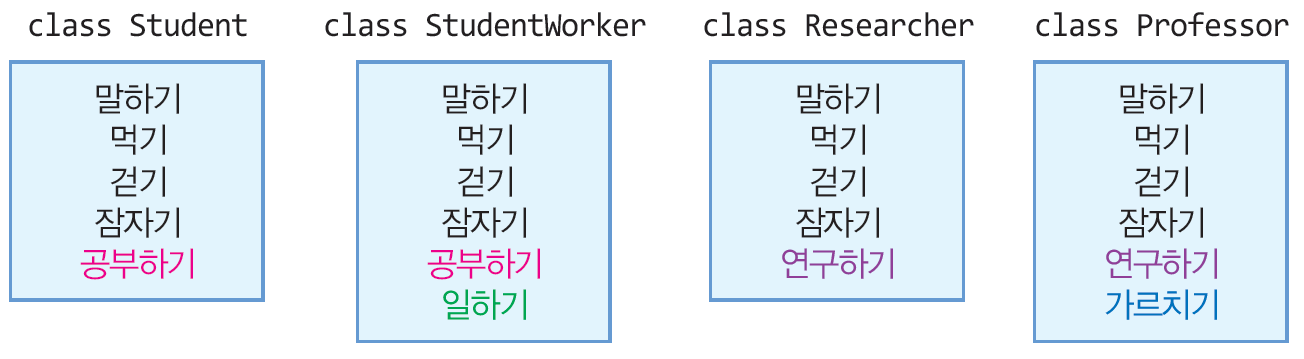 class Student
말하기
먹기
걷기
잠자기
공부하기
class StudentWorker
말하기
먹기
걷기
잠자기
공부하기
일하기
class Researcher
말하기
먹기
걷기
잠자기
연구하기
class Professor
말하기
먹기
걷기
잠자기
연구하기
가르치기